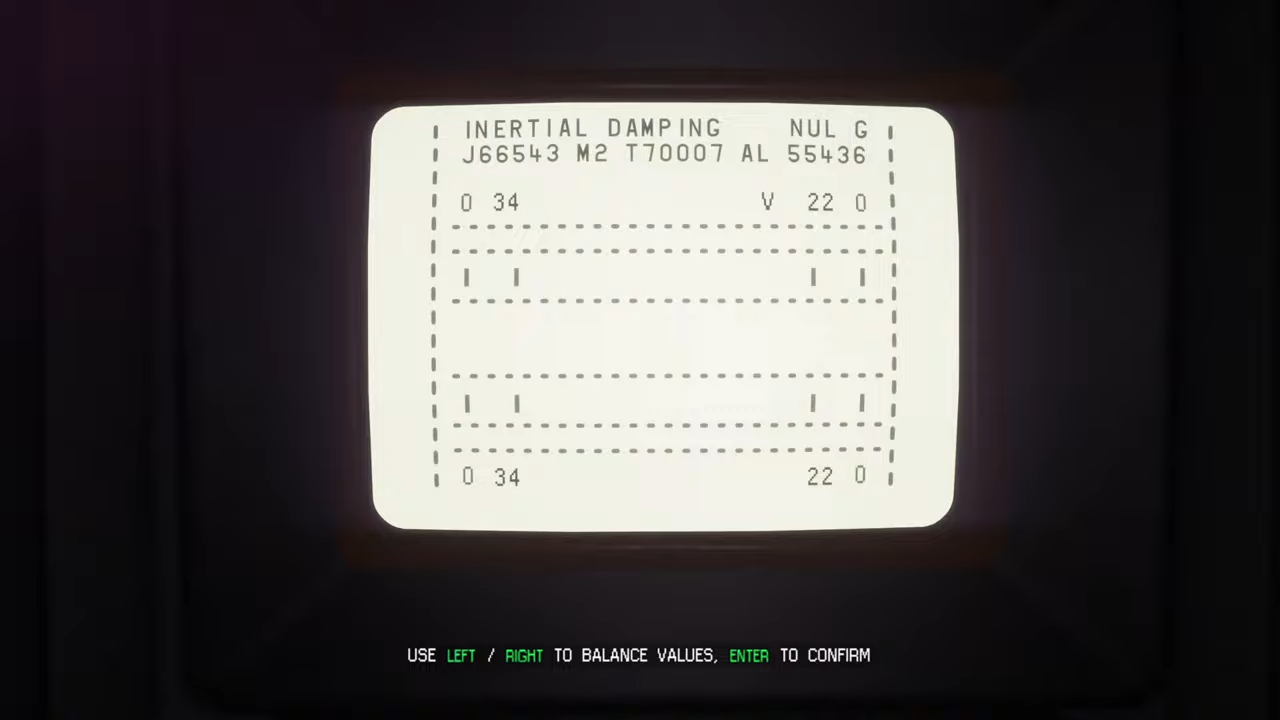 INERTIAL DAMPING NUL G
J66543 M2 T70007 AL 55436
0 34 V 22 0
0 34 22 0
USE LEFT / RIGHT TO BALANCE VALUES, ENTER TO CONFIRM